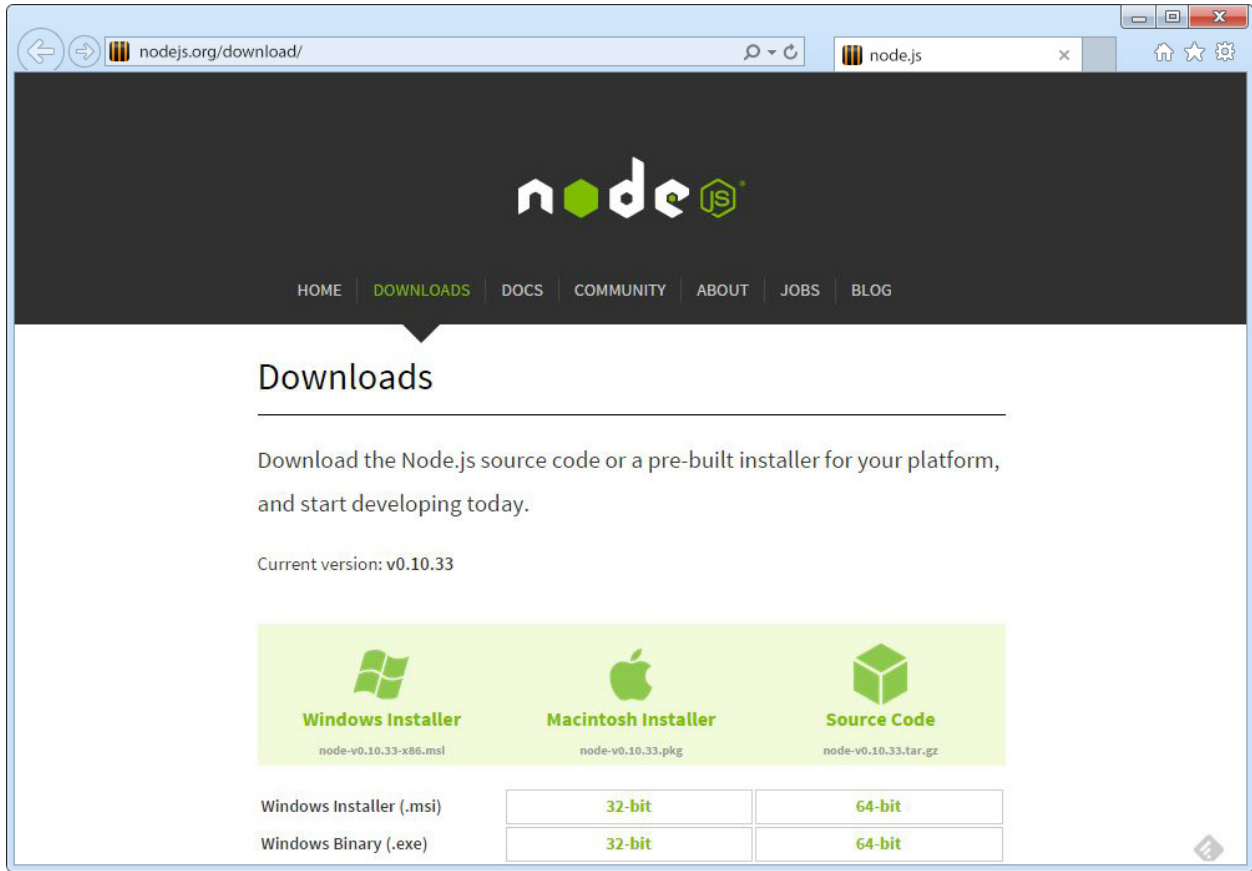 nodejs.org/download/
node.js
node JS
HOME DOWNLOADS DOCS COMMUNITY ABOUT JOBS BLOG
Downloads
Download the Node.js source code or a pre-built installer for your platform,
and start developing today.
Current version: v0.10.33
Windows Installer Macintosh Installer Source Code
node-v0.10.33-x86.msi node-v0.10.33.pkg node-v0.10.33.tar.gz
Windows Installer (.msi) 32-bit 64-bit
Windows Binary (.exe) 32-bit 64-bit